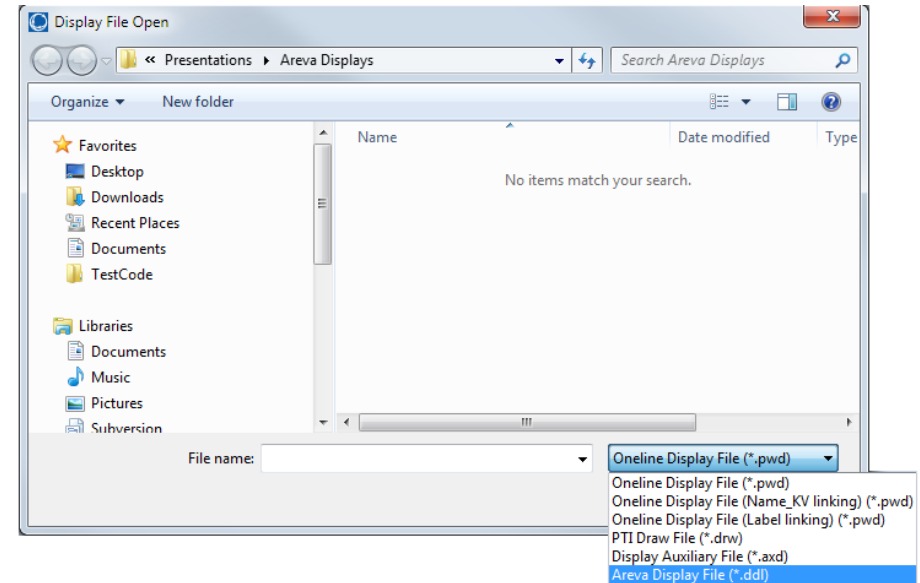 Display File Open
« Presentations Areva Displays
Search Areva Displays
Organize New folder
Favorites
Desktop
Downloads
Recent Places
Documents
TestCode
Libraries
Documents
Music
Pictures
Subversion
Name Date modified Type
No items match your search.
File name: Oneline Display File (*.pwd)
Oneline Display File (*.pwd)
Oneline Display File (Name_KV linking) (*.pwd)
Oneline Display File (Label linking) (*.pwd)
PTI Draw File (*.drw)
Display Auxiliary File (*.axd)
Areva Display File (*.ddl)